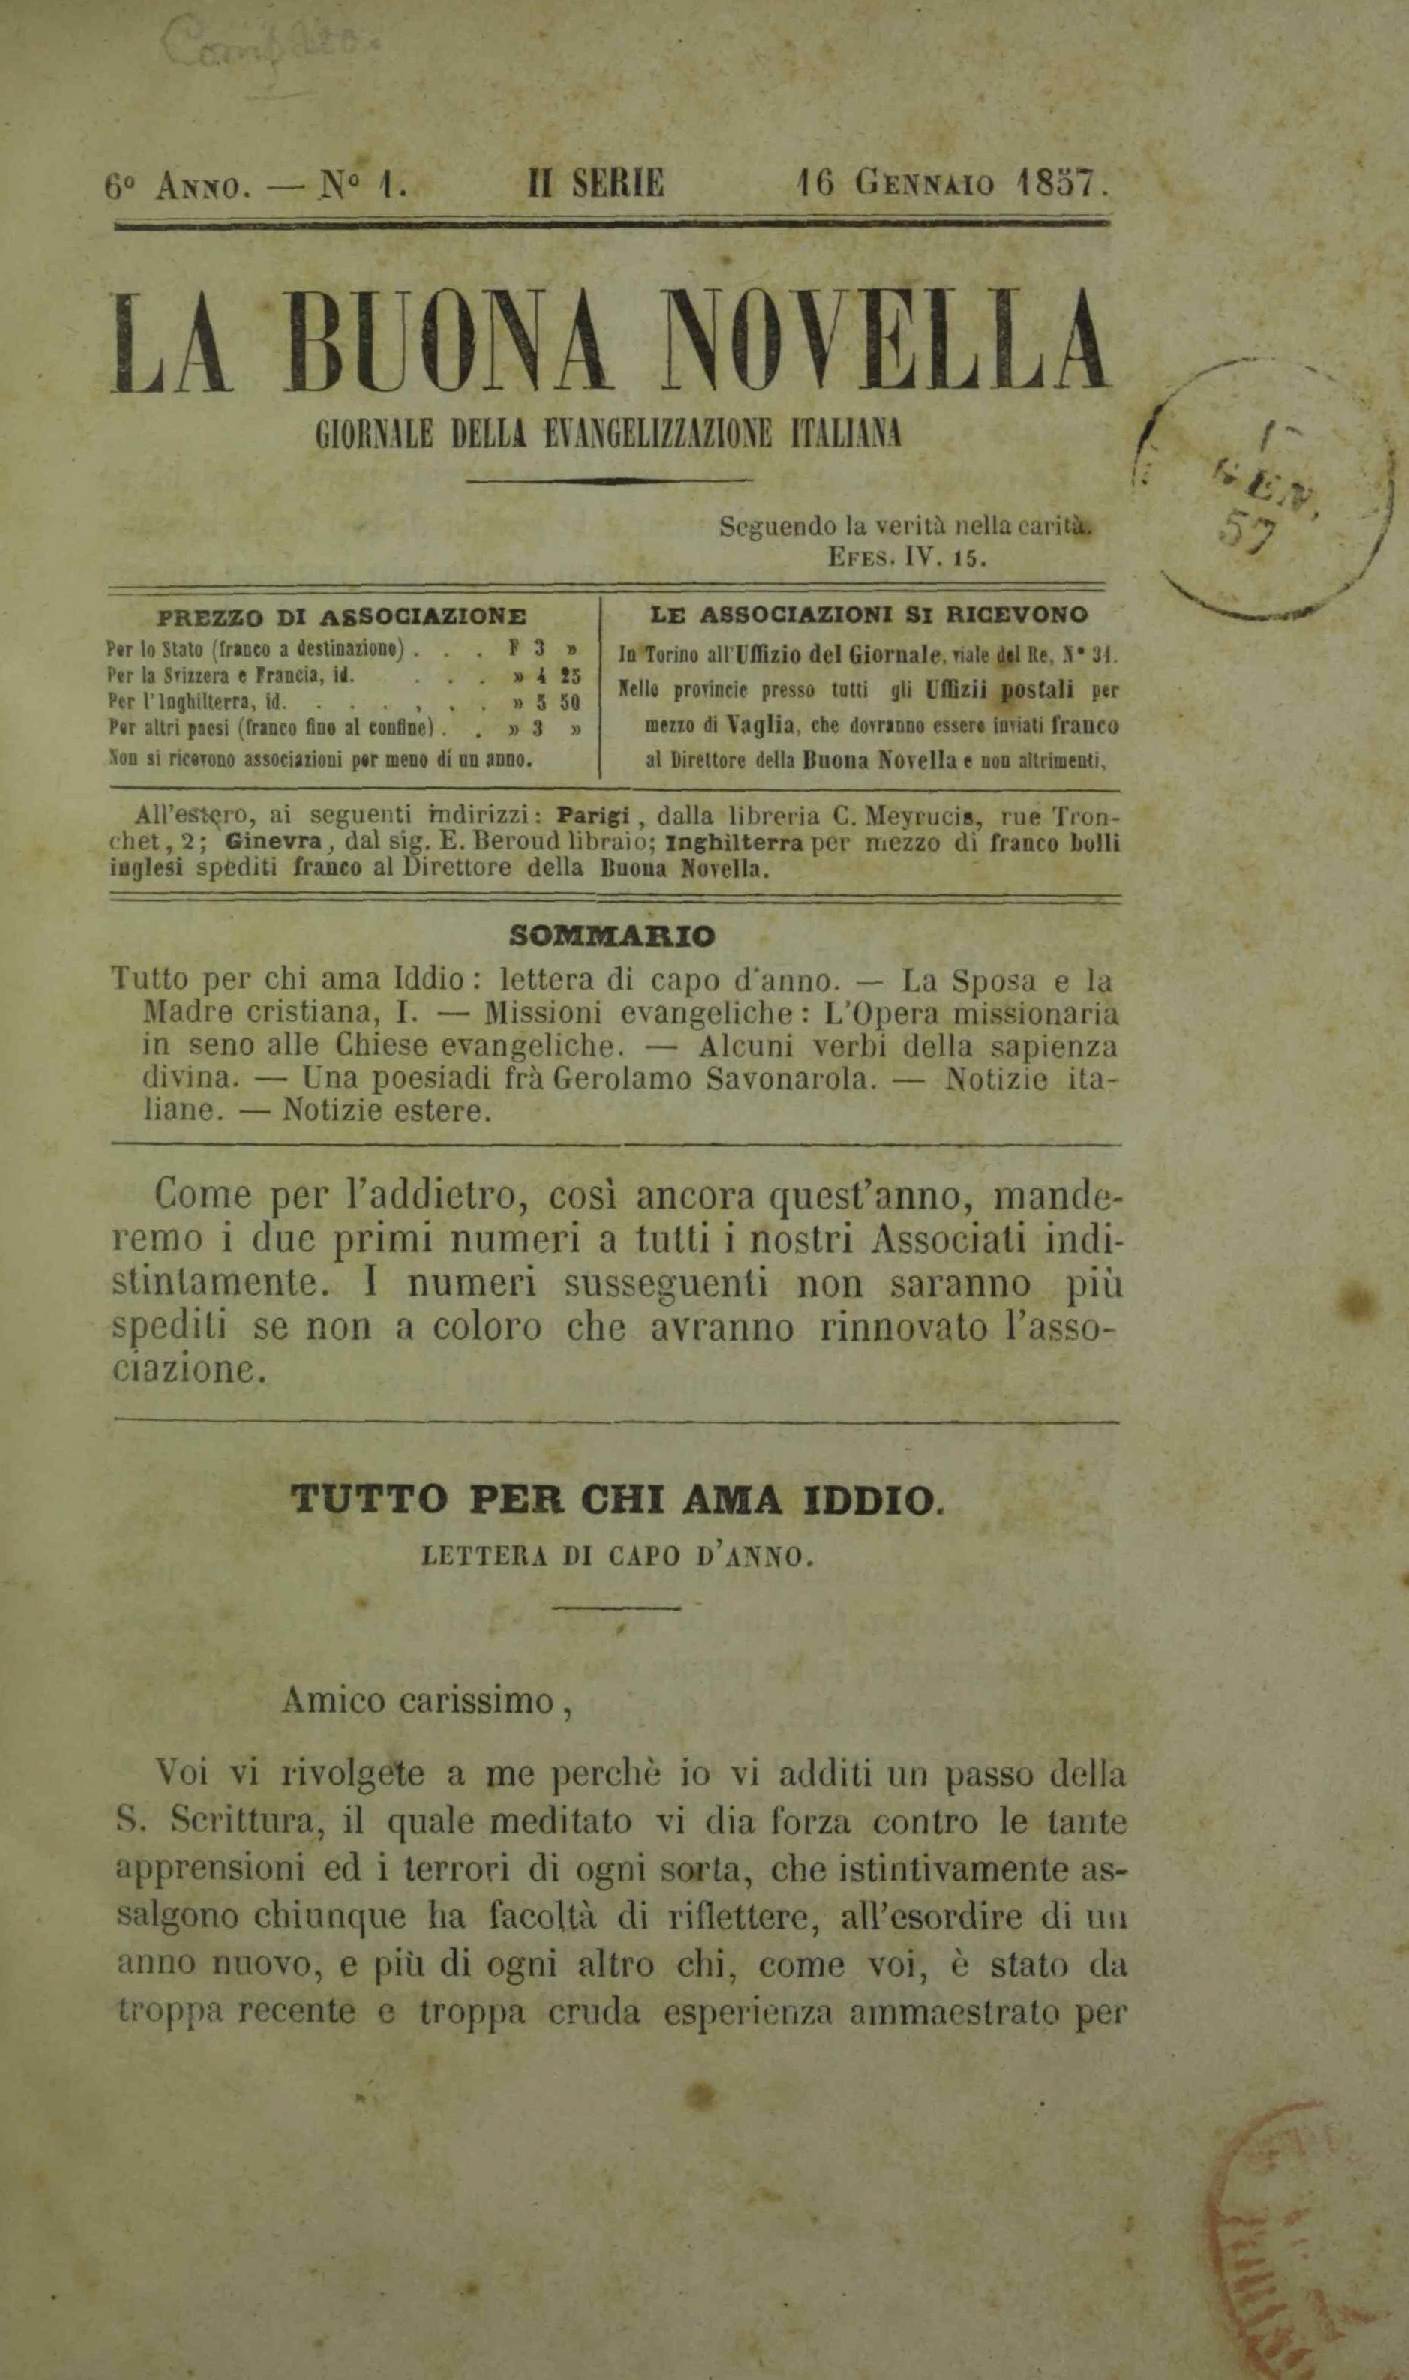 6º ANNO. — Nº 1. II SERIE 16 GENNAIO 1857.
LA BUONA NOVELLA
GIORNALE DELLA EVANGELIZZAZIONE ITALIANA
GEN.
57
Seguendo la verità nella carità.
EFES. IV. 15.
PREZZO DI ASSOCIAZIONE
Per lo Stato (franco a destinazione) . . . F 3 »
Per la Svizzera e Francia, id. . . . » 4 25
Per l'Inghilterra, id. . . . , . . » 5 50
Per altri paesi (franco fino al confine) . . » 3 »
Non si ricevono associazioni per meno di un anno.
LE ASSOCIAZIONI SI RICEVONO
In Torino all'Uffizio del Giornale, viale del Re, Nº 31.
Nelle provincie presso tutti gli Uffizii postali per
mezzo di Vaglia, che dovranno essere inviati franco
al Direttore della Buona Novella e non altrimenti,
All'estero, ai seguenti indirizzi: Parigi, dalla libreria C. Meyrucis, rue Tron-
chet, 2; Ginevra, dal sig. E. Beroud libraio; Inghilterra per mezzo di franco bolli
inglesi spediti franco al Direttore della Buona Novella.
SOMMARIO
Tutto per chi ama Iddio: lettera di capo d'anno. — La Sposa e la
Madre cristiana, I. — Missioni evangeliche: L'Opera missionaria
in seno alle Chiese evangeliche. — Alcuni verbi della sapienza
divina. — Una poesiadi frà Gerolamo Savonarola. — Notizie ita-
liane. — Notizie estere.
Come per l'addietro, così ancora quest'anno, mande-
remo i due primi numeri a tutti i nostri Associati indi-
stintamente. I numeri susseguenti non saranno più
spediti se non a coloro che avranno rinnovato l'asso-
ciazione.
TUTTO PER CHI AMA IDDIO.
LETTERA DI CAPO D'ANNO.
Amico carissimo,
Voi vi rivolgete a me perchè io vi additi un passo della
S. Scrittura, il quale meditato vi dia forza contro le tante
apprensioni ed i terrori di ogni sorta, che istintivamente as-
salgono chiunque ha facoltà di riflettere, all'esordire di un
anno nuovo, e più di ogni altro chi, come voi, è stato da
troppa recente e troppa cruda esperienza ammaestrato per